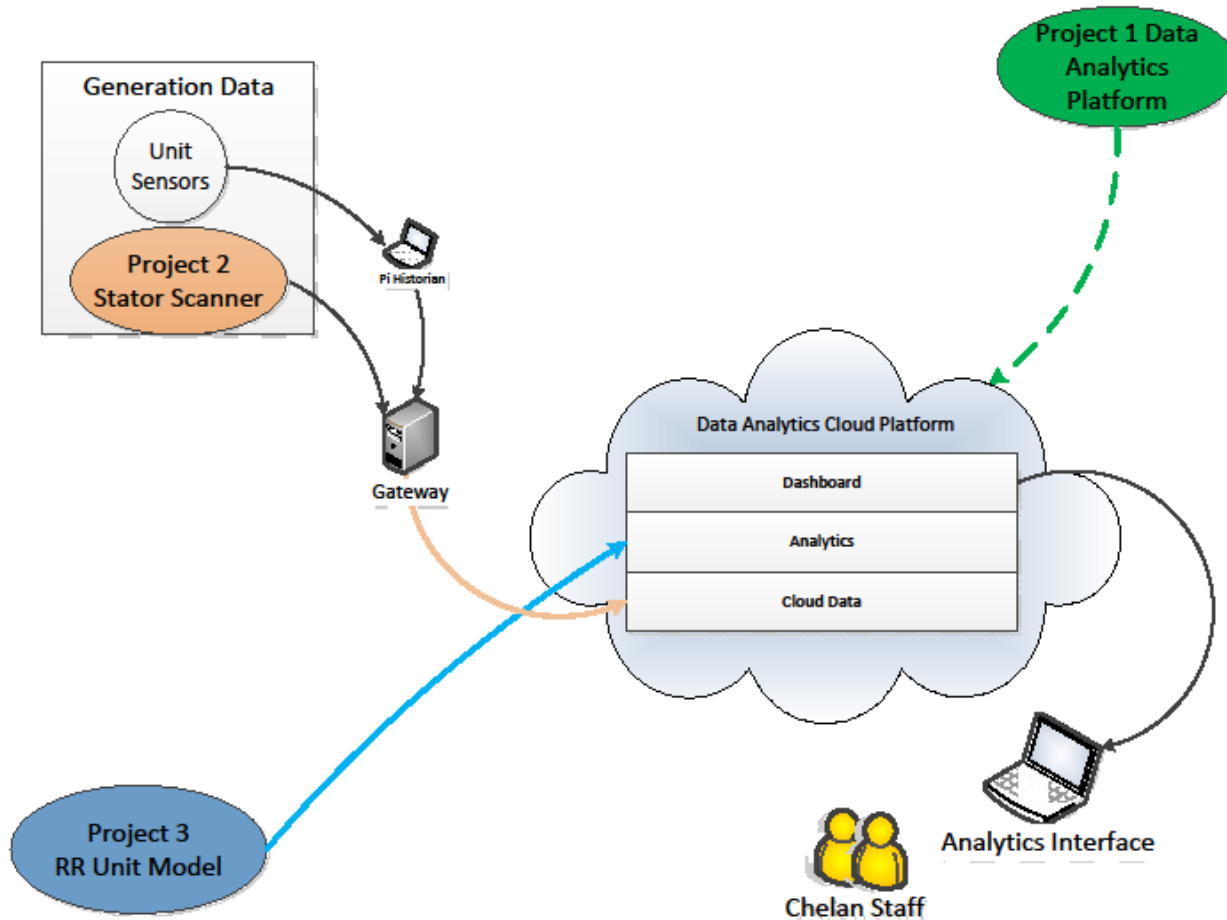 Generation Data
Unit
Sensors
Project 2
Stator Scanner
Pi Historian
Gateway
Project 1 Data
Analytics
Platform
Data Analytics Cloud Platform
Dashboard
Analytics
Cloud Data
Project 3
RR Unit Model
Analytics Interface
Chelan Staff